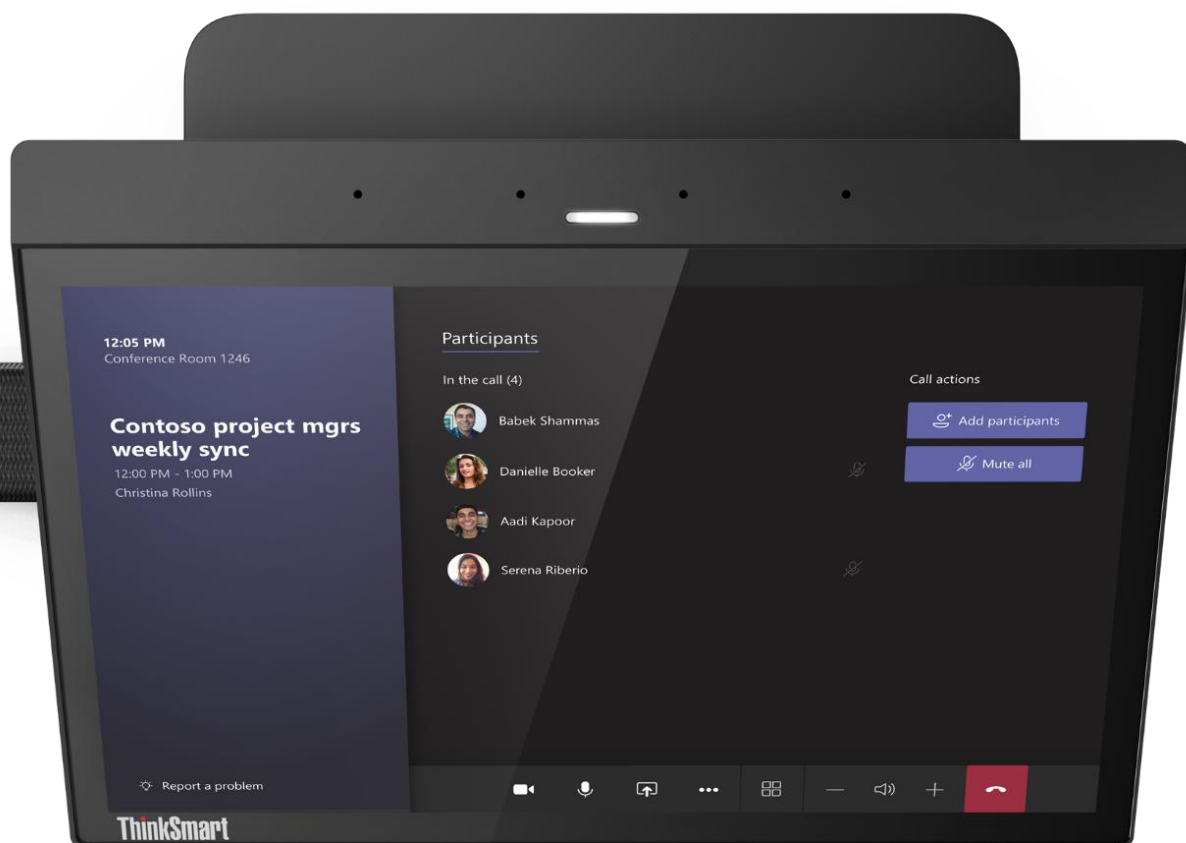 12:05 PM
Conference Room 1246
Contoso project mgrs
weekly sync
12:00 PM - 1:00 PM
Christina Rollins
Report a problem
Participants
In the call (4)
Babek Shammas
Danielle Booker
Aadi Kapoor
Serena Riberio
Call actions
Add participants
Mute all
ThinkSmart